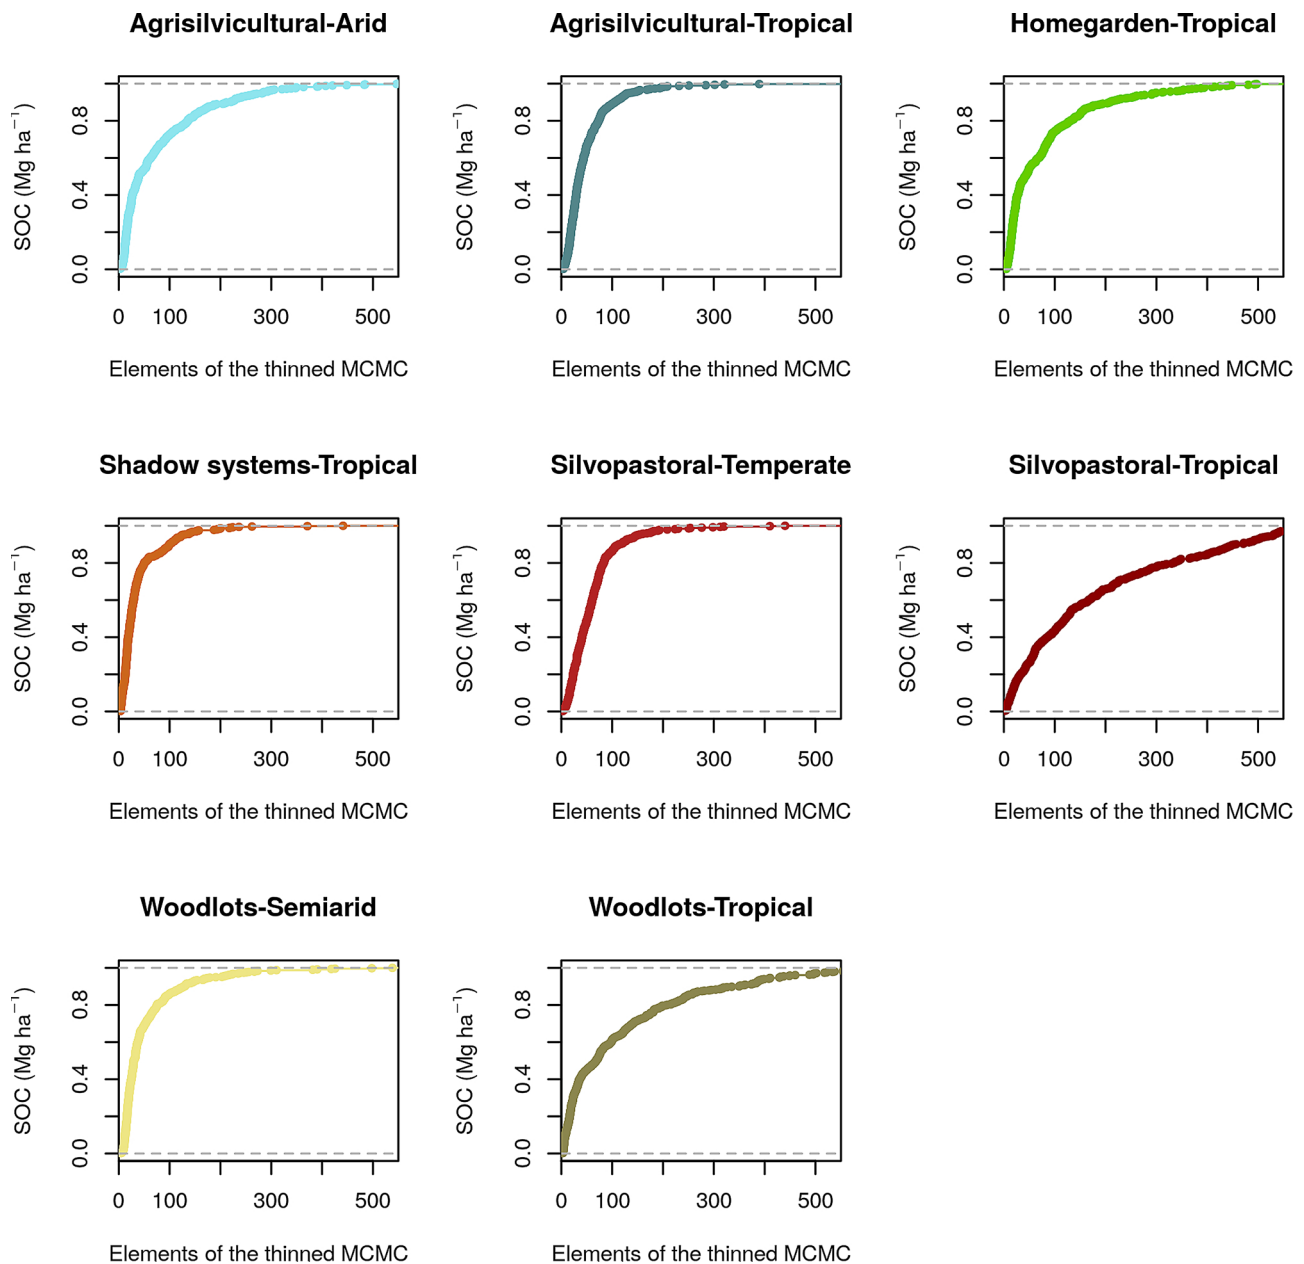 Agrisilvicultural-Arid
SOC (Mg ha⁻¹)
0.0 0.4 0.8
0 100 300 500
Elements of the thinned MCMC
Agrisilvicultural-Tropical
SOC (Mg ha⁻¹)
0.0 0.4 0.8
0 100 300 500
Elements of the thinned MCMC
Homegarden-Tropical
SOC (Mg ha⁻¹)
0.0 0.4 0.8
0 100 300 500
Elements of the thinned MCMC
Shadow systems-Tropical
SOC (Mg ha⁻¹)
0.0 0.4 0.8
0 100 300 500
Elements of the thinned MCMC
Silvopastoral-Temperate
SOC (Mg ha⁻¹)
0.0 0.4 0.8
0 100 300 500
Elements of the thinned MCMC
Silvopastoral-Tropical
SOC (Mg ha⁻¹)
0.0 0.4 0.8
0 100 300 500
Elements of the thinned MCMC
Woodlots-Semiarid
SOC (Mg ha⁻¹)
0.0 0.4 0.8
0 100 300 500
Elements of the thinned MCMC
Woodlots-Tropical
SOC (Mg ha⁻¹)
0.0 0.4 0.8
0 100 300 500
Elements of the thinned MCMC